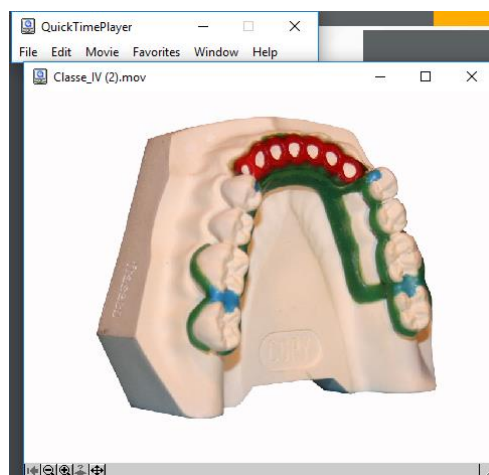 QuickTimePlayer
File Edit Movie Favorites Window Help
Classe_IV (2).mov